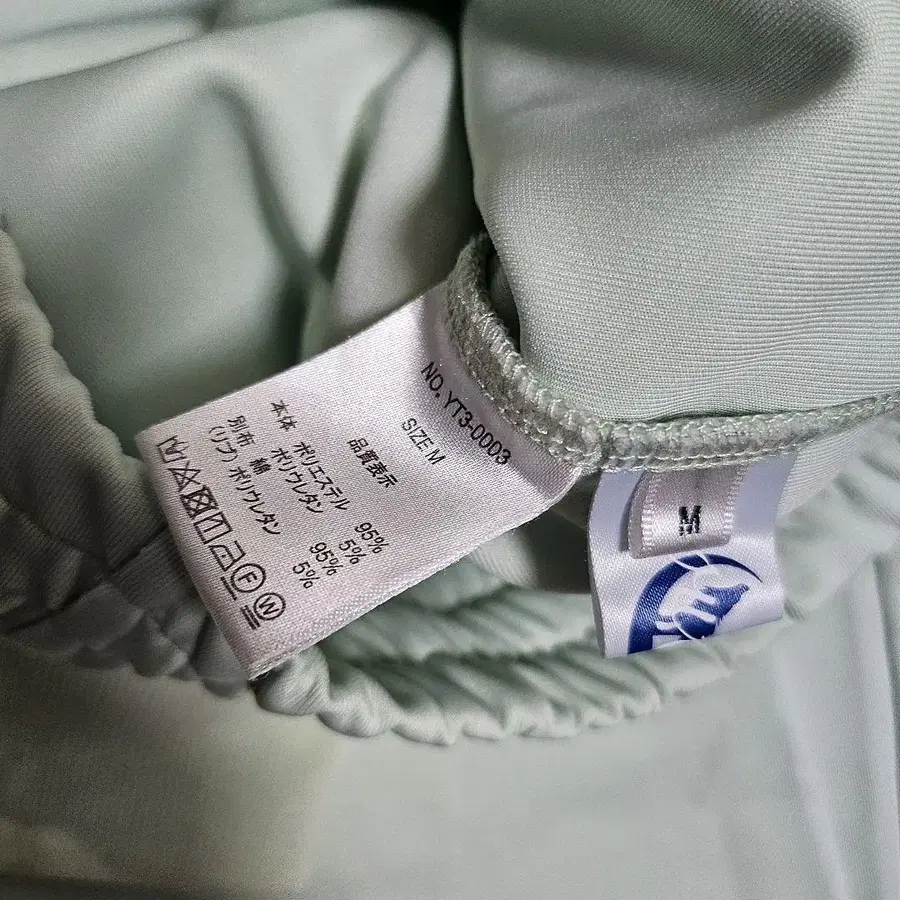 NO. YT3-0003
SIZE M
品質表示
本体 ポリエステル 95%
ポリウレタン 5%
別布 綿 95%
(リブ) ポリウレタン 5%
F
W
M